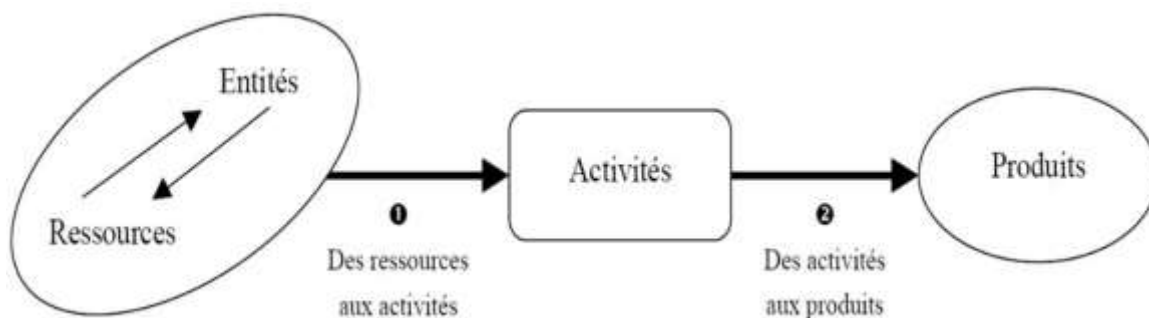 Entités
Ressources
❶
Des ressources
aux activités
Activités
❷
Des activités
aux produits
Produits